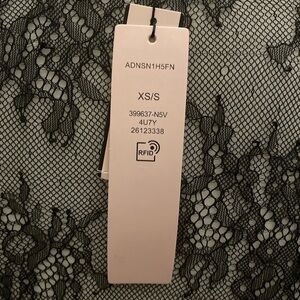 ADNSN1H5FN
XS/S
399637-N5V
4U7Y
26123338
RFID